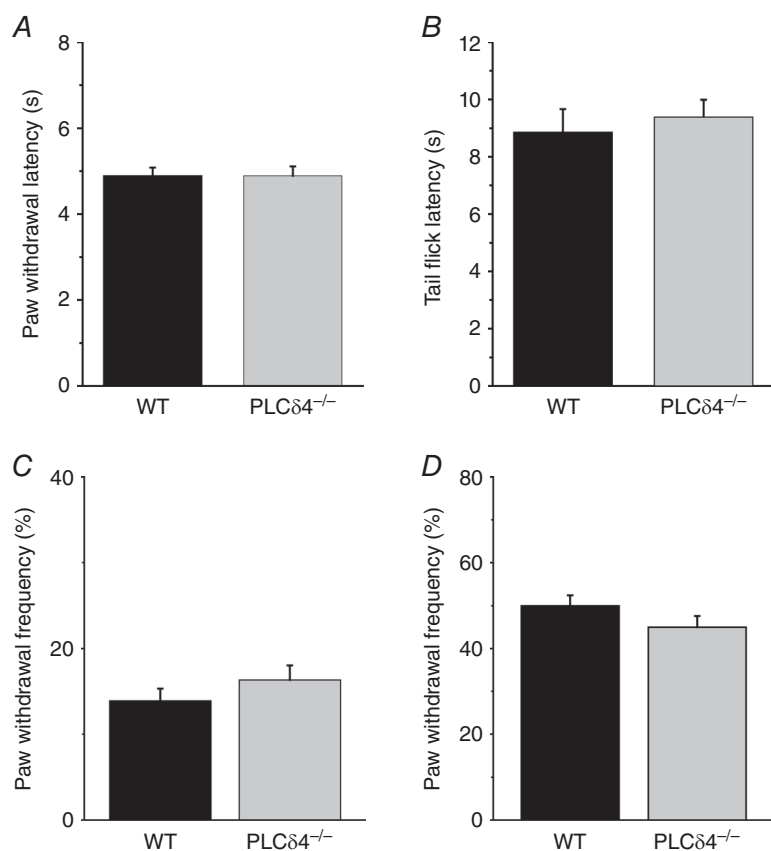 A
Paw withdrawal latency (s)
8
6
4
2
0
WT PLCδ4⁻/⁻
B
Tail flick latency (s)
12
10
8
6
4
2
0
WT PLCδ4⁻/⁻
C
Paw withdrawal frequency (%)
40
20
0
WT PLCδ4⁻/⁻
D
Paw withdrawal frequency (%)
80
60
40
20
0
WT PLCδ4⁻/⁻